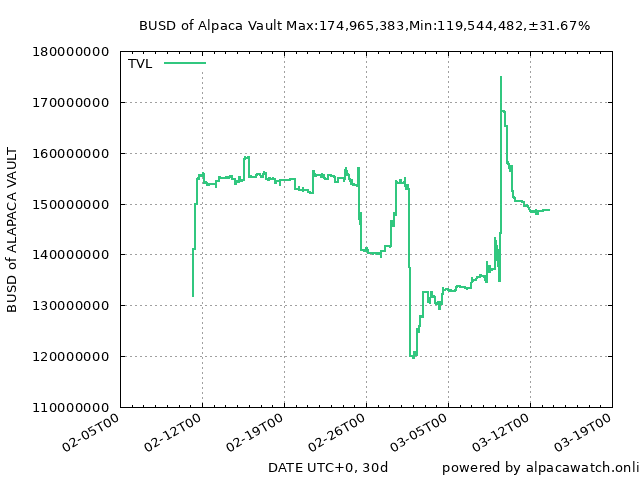 BUSD of Alpaca Vault Max:174,965,383,Min:119,544,482,±31.67%
TVL
180000000
170000000
160000000
150000000
140000000
130000000
120000000
110000000
BUSD of ALAPACA VAULT
02-05T00
02-12T00
02-19T00
02-26T00
03-05T00
03-12T00
03-19T00
DATE UTC+0, 30d
powered by alpacawatch.onli